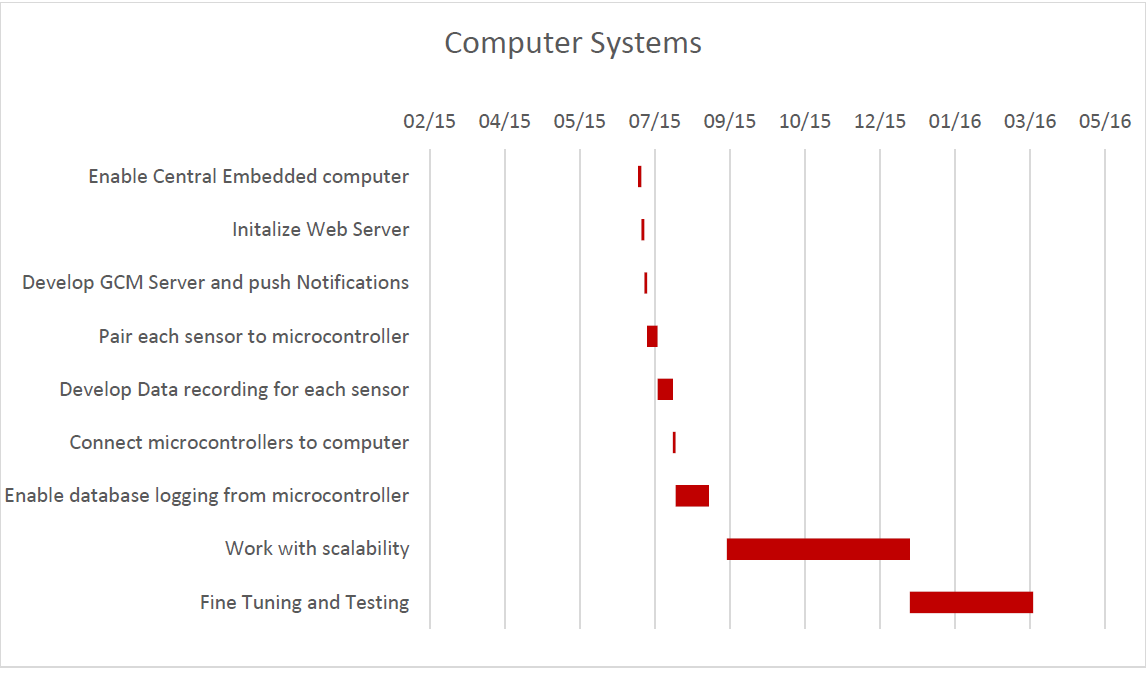 Computer Systems
02/15 04/15 05/15 07/15 09/15 10/15 12/15 01/16 03/16 05/16
Enable Central Embedded computer
Initalize Web Server
Develop GCM Server and push Notifications
Pair each sensor to microcontroller
Develop Data recording for each sensor
Connect microcontrollers to computer
Enable database logging from microcontroller
Work with scalability
Fine Tuning and Testing